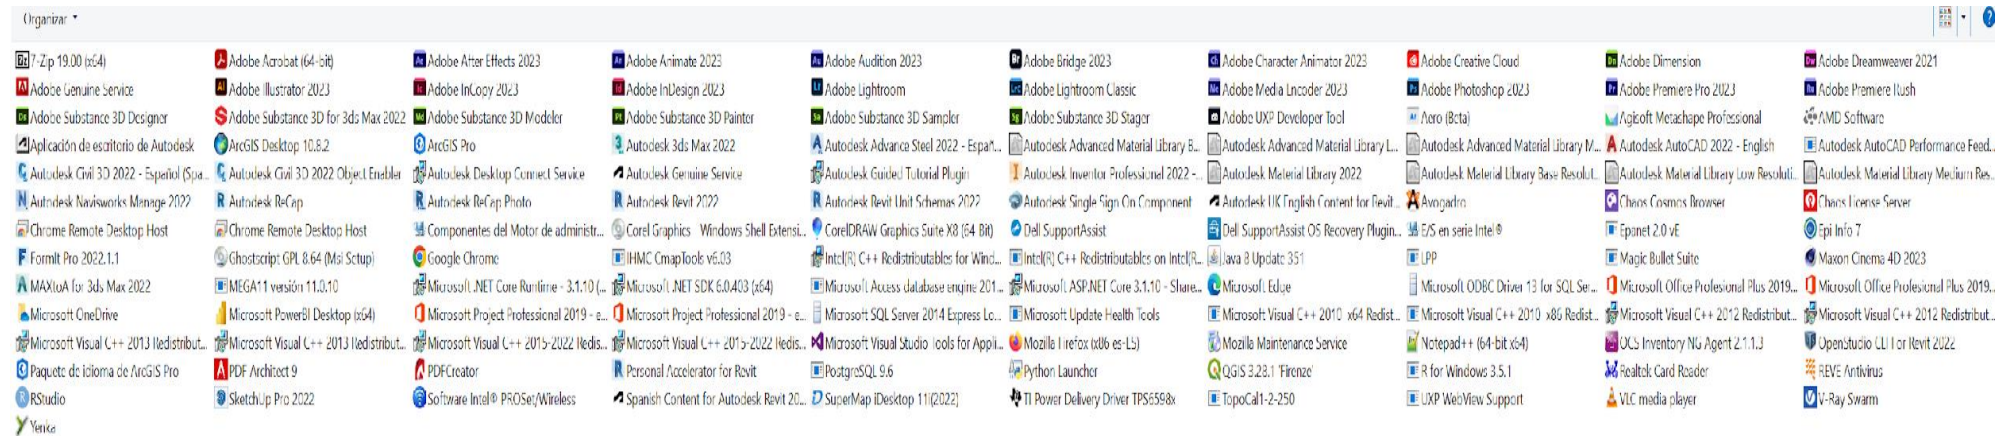 Organizar
7-Zip 19.00 (x64) Adobe Acrobat (64-bit) Adobe After Effects 2023 Adobe Animate 2023 Adobe Audition 2023 Adobe Bridge 2023 Adobe Character Animator 2023 Adobe Creative Cloud Adobe Dimension Adobe Dreamweaver 2021
Adobe Genuine Service Adobe Illustrator 2023 Adobe InCopy 2023 Adobe InDesign 2023 Adobe Lightroom Adobe Lightroom Classic Adobe Media Encoder 2023 Adobe Photoshop 2023 Adobe Premiere Pro 2023 Adobe Premiere Rush
Adobe Substance 3D Designer Adobe Substance 3D for 3ds Max 2022 Adobe Substance 3D Modeler Adobe Substance 3D Painter Adobe Substance 3D Sampler Adobe Substance 3D Stager Adobe UXP Developer Tool Aero (Beta) Agisoft Metashape Professional AMD Software
Aplicación de escritorio de Autodesk ArcGIS Desktop 10.8.2 ArcGIS Pro Autodesk 3ds Max 2022 Autodesk Advance Steel 2022 - Españ... Autodesk Advanced Material Library B... Autodesk Advanced Material Library L... Autodesk Advanced Material Library M... Autodesk AutoCAD 2022 - English Autodesk AutoCAD Performance Feed...
Autodesk Civil 3D 2022 - Español (Spa... Autodesk Civil 3D 2022 Object Enabler Autodesk Desktop Connect Service Autodesk Genuine Service Autodesk Guided Tutorial Plugin Autodesk Inventor Professional 2022 -... Autodesk Material Library 2022 Autodesk Material Library Base Resolut... Autodesk Material Library Low Resoluti... Autodesk Material Library Medium Res...
Autodesk Navisworks Manage 2022 Autodesk ReCap Autodesk ReCap Photo Autodesk Revit 2022 Autodesk Revit Unit Schemas 2022 Autodesk Single Sign On Component Autodesk UK English Content for Revit... Avogadro Chaos Cosmos Browser Chaos License Server
Chrome Remote Desktop Host Chrome Remote Desktop Host Componentes del Motor de administr... Corel Graphics - Windows Shell Extensi... CorelDRAW Graphics Suite X8 (64 Bit) Dell SupportAssist Dell SupportAssist OS Recovery Plugin... E/S en serie Intel® Epanet 2.0 vE Epi Info 7
FormIt Pro 2022.1.1 Ghostscript GPL 8.64 (Msi Setup) Google Chrome IHMC CmapTools v6.03 Intel(R) C++ Redistributables for Wind... Intel(R) C++ Redistributables on Intel(R... Java 8 Update 351 LPP Magic Bullet Suite Maxon Cinema 4D 2023
MAXtoA for 3ds Max 2022 MEGA11 versión 11.0.10 Microsoft .NET Core Runtime - 3.1.10 (... Microsoft .NET SDK 6.0.403 (x64) Microsoft Access database engine 201... Microsoft ASP.NET Core 3.1.10 - Share... Microsoft Edge Microsoft ODBC Driver 13 for SQL Ser... Microsoft Office Profesional Plus 2019... Microsoft Office Profesional Plus 2019...
Microsoft OneDrive Microsoft PowerBI Desktop (x64) Microsoft Project Professional 2019 - e... Microsoft Project Professional 2019 - e... Microsoft SQL Server 2014 Express Lo... Microsoft Update Health Tools Microsoft Visual C++ 2010 x64 Redist... Microsoft Visual C++ 2010 x86 Redist... Microsoft Visual C++ 2012 Redistribut... Microsoft Visual C++ 2012 Redistribut...
Microsoft Visual C++ 2013 Redistribut... Microsoft Visual C++ 2013 Redistribut... Microsoft Visual C++ 2015-2022 Redis... Microsoft Visual C++ 2015-2022 Redis... Microsoft Visual Studio Tools for Appli... Mozilla Firefox (x86 es-ES) Mozilla Maintenance Service Notepad++ (64-bit x64) OCS Inventory NG Agent 2.1.1.3 OpenStudio CLI For Revit 2022
Paquete de idioma de ArcGIS Pro PDF Architect 9 PDFCreator Personal Accelerator for Revit PostgreSQL 9.6 Python Launcher QGIS 3.28.1 'Firenze' R for Windows 3.5.1 Realtek Card Reader REVE Antivirus
RStudio SketchUp Pro 2022 Software Intel® PROSet/Wireless Spanish Content for Autodesk Revit 20... SuperMap iDesktop 11i(2022) TI Power Delivery Driver TPS6598x TopoCal1-2-250 UXP WebView Support VLC media player V-Ray Swarm
Yenka